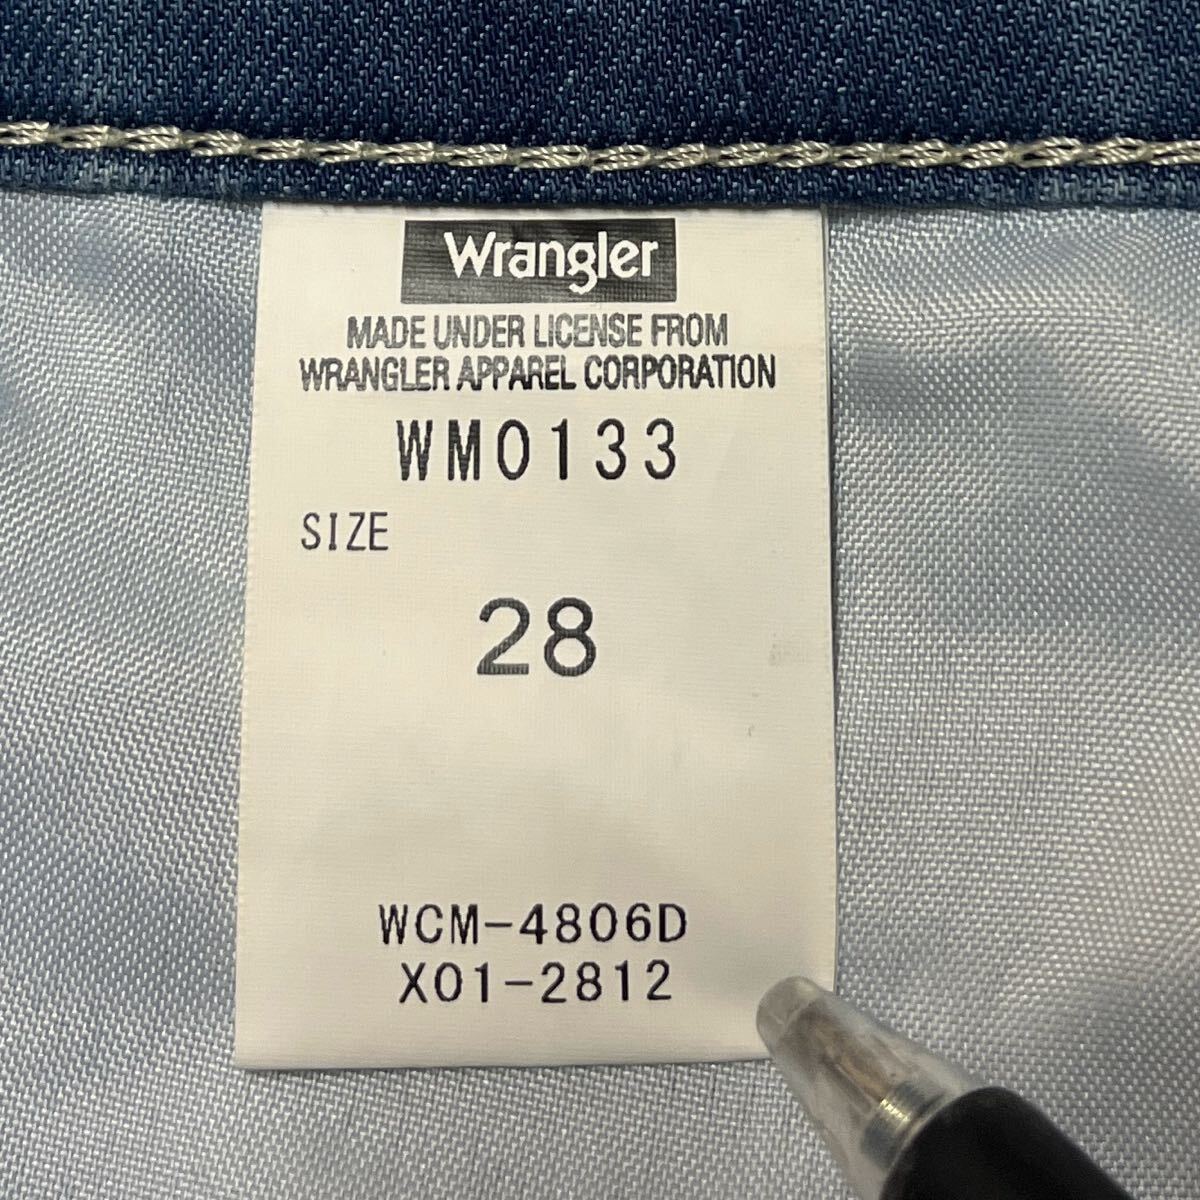 Wrangler
MADE UNDER LICENSE FROM
WRANGLER APPAREL CORPORATION
WM0133
SIZE
28
WCM-4806D
X01-2812